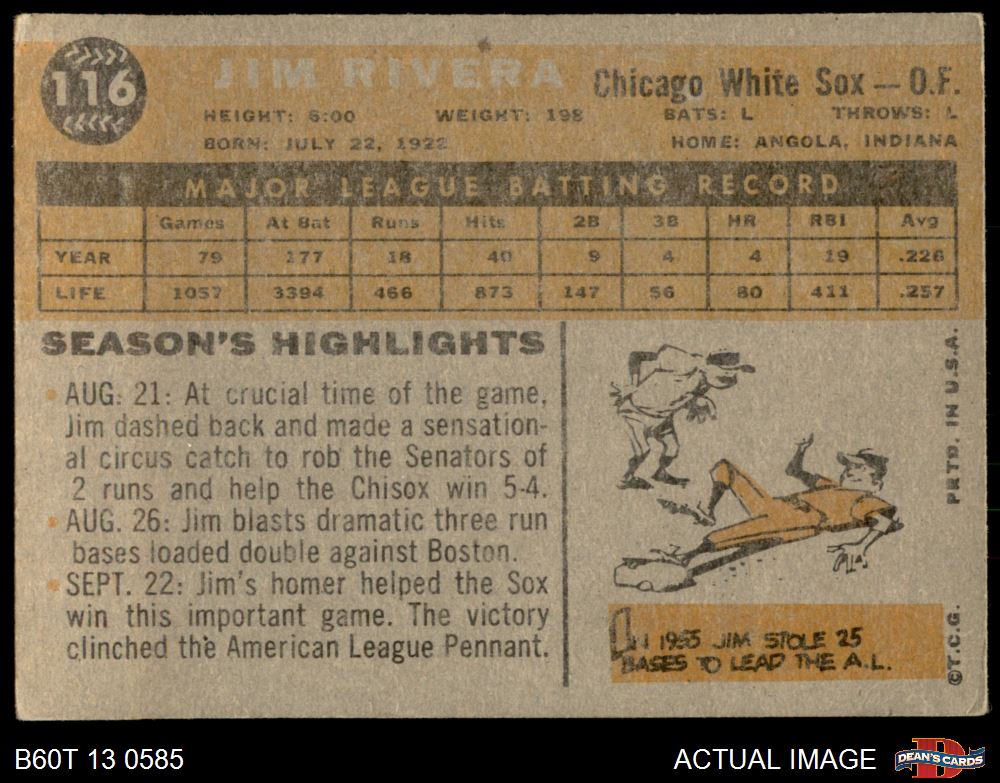 116
JIM RIVERA
Chicago White Sox — O.F.
HEIGHT: 6:00 WEIGHT: 198 BATS: L THROWS: L
BORN: JULY 22, 1922 HOME: ANGOLA, INDIANA
MAJOR LEAGUE BATTING RECORD
Games At Bat Runs Hits 2B 3B HR RBI Avg
YEAR 79 177 18 40 9 4 4 19 .226
LIFE 1057 3394 466 873 147 56 80 411 .257
SEASON'S HIGHLIGHTS
AUG. 21: At crucial time of the game,
Jim dashed back and made a sensation-
al circus catch to rob the Senators of
2 runs and help the Chisox win 5-4.
AUG. 26: Jim blasts dramatic three run
bases loaded double against Boston.
SEPT. 22: Jim's homer helped the Sox
win this important game. The victory
clinched the American League Pennant.
IN 1955 JIM STOLE 25
BASES TO LEAD THE A.L.
©T.C.G. PRTD. IN U.S.A.
B60T 13 0585
ACTUAL IMAGE
D
DEAN'S CARDS